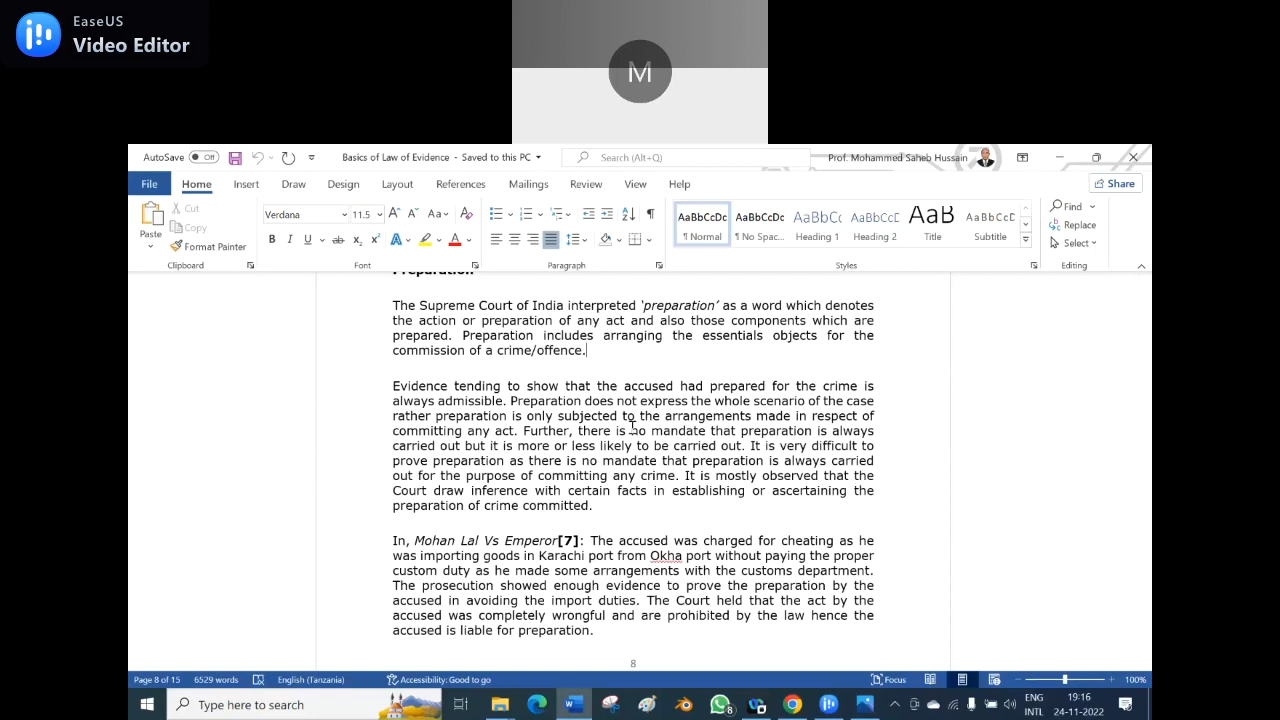 EaseUS
Video Editor
M
AutoSave Off
Basics of Law of Evidence - Saved to this PC
Search (Alt+Q)
Prof. Mohammed Saheb Hussain
File Home Insert Draw Design Layout References Mailings Review View Help Share
Paste
Cut
Copy
Format Painter
Clipboard
Verdana 11.5
Font
Paragraph
AaBbCcDc AaBbCcDc AaBbC( AaBbCcE AaB AaBbCcD
¶ Normal ¶ No Spac... Heading 1 Heading 2 Title Subtitle
Styles
Find
Replace
Select
Editing
Preparation
The Supreme Court of India interpreted ‘preparation’ as a word which denotes
the action or preparation of any act and also those components which are
prepared. Preparation includes arranging the essentials objects for the
commission of a crime/offence.
Evidence tending to show that the accused had prepared for the crime is
always admissible. Preparation does not express the whole scenario of the case
rather preparation is only subjected to the arrangements made in respect of
committing any act. Further, there is no mandate that preparation is always
carried out but it is more or less likely to be carried out. It is very difficult to
prove preparation as there is no mandate that preparation is always carried
out for the purpose of committing any crime. It is mostly observed that the
Court draw inference with certain facts in establishing or ascertaining the
preparation of crime committed.
In, Mohan Lal Vs Emperor[7]: The accused was charged for cheating as he
was importing goods in Karachi port from Okha port without paying the proper
custom duty as he made some arrangements with the customs department.
The prosecution showed enough evidence to prove the preparation by the
accused in avoiding the import duties. The Court held that the act by the
accused was completely wrongful and are prohibited by the law hence the
accused is liable for preparation.
8
Page 8 of 15 6529 words English (Tanzania) Accessibility: Good to go Focus 100%
Type here to search
8
ENG
INTL
19:16
24-11-2022